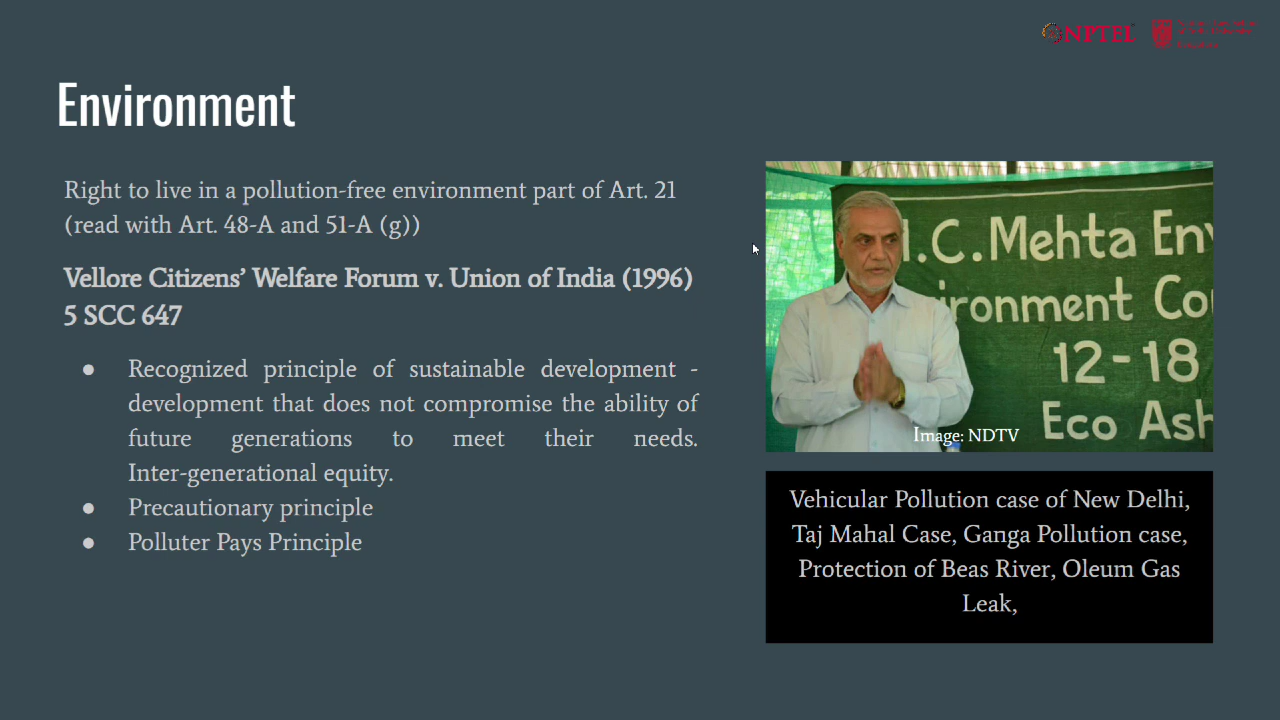 NPTEL
Environment
Right to live in a pollution-free environment part of Art. 21
(read with Art. 48-A and 51-A (g))
Vellore Citizens’ Welfare Forum v. Union of India (1996)
5 SCC 647
● Recognized principle of sustainable development -
development that does not compromise the ability of
future generations to meet their needs.
Inter-generational equity.
● Precautionary principle
● Polluter Pays Principle
.C.Mehta Env
ironment Co
12-18
Eco Ash
Image: NDTV
Vehicular Pollution case of New Delhi,
Taj Mahal Case, Ganga Pollution case,
Protection of Beas River, Oleum Gas
Leak,